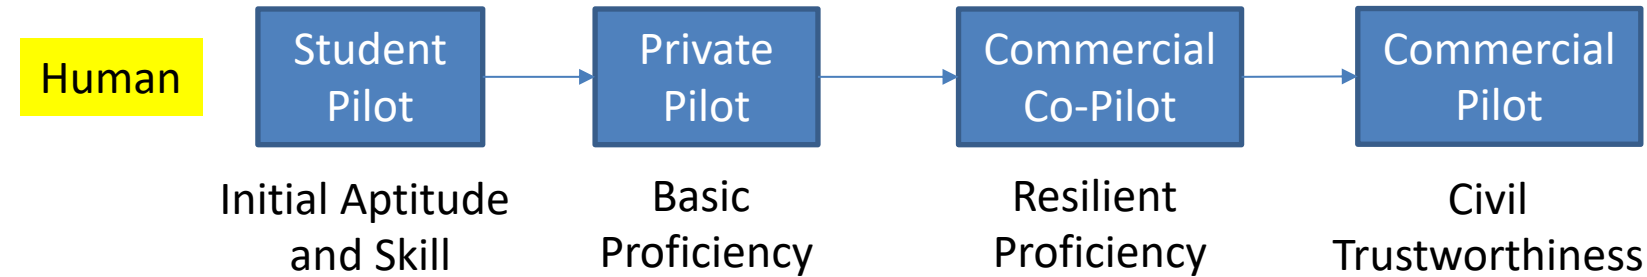 Human
Student
Pilot
Private
Pilot
Commercial
Co-Pilot
Commercial
Pilot
Initial Aptitude
and Skill
Basic
Proficiency
Resilient
Proficiency
Civil
Trustworthiness